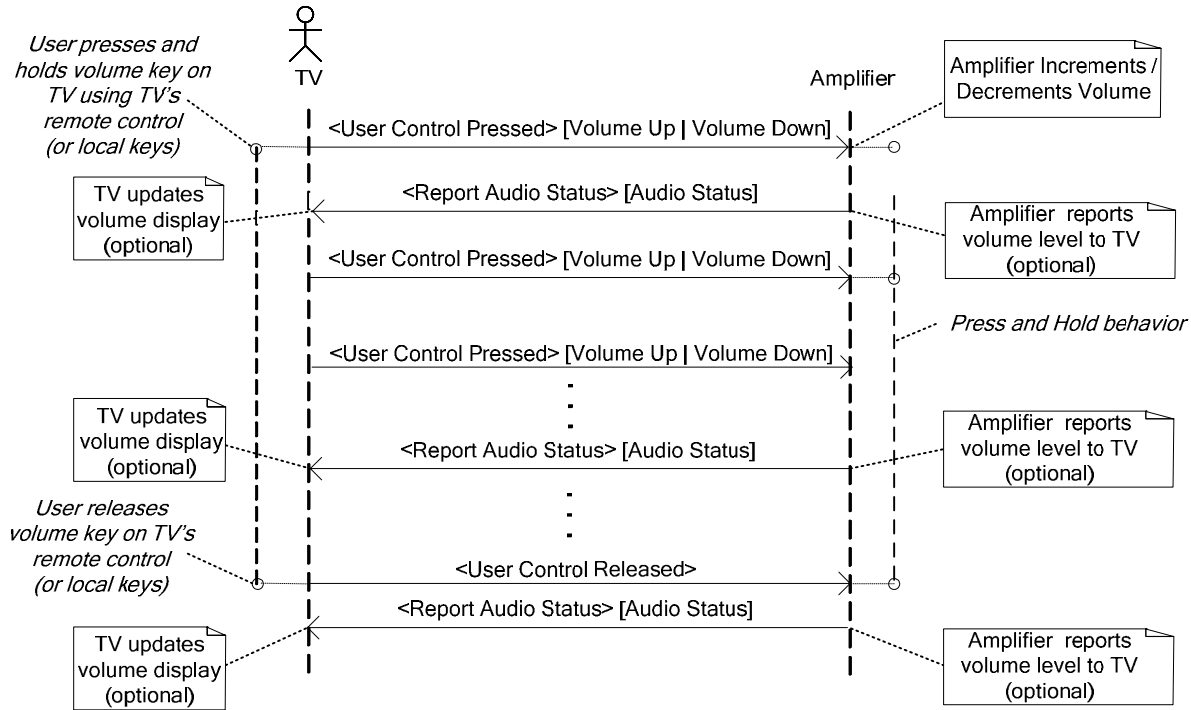 User presses and
holds volume key on
TV using TV's
remote control
(or local keys)
TV
Amplifier
Amplifier Increments /
Decrements Volume
<User Control Pressed> [Volume Up | Volume Down]
TV updates
volume display
(optional)
<Report Audio Status> [Audio Status]
Amplifier reports
volume level to TV
(optional)
<User Control Pressed> [Volume Up | Volume Down]
Press and Hold behavior
<User Control Pressed> [Volume Up | Volume Down]
TV updates
volume display
(optional)
<Report Audio Status> [Audio Status]
Amplifier reports
volume level to TV
(optional)
User releases
volume key on TV's
remote control
(or local keys)
<User Control Released>
<Report Audio Status> [Audio Status]
TV updates
volume display
(optional)
Amplifier reports
volume level to TV
(optional)